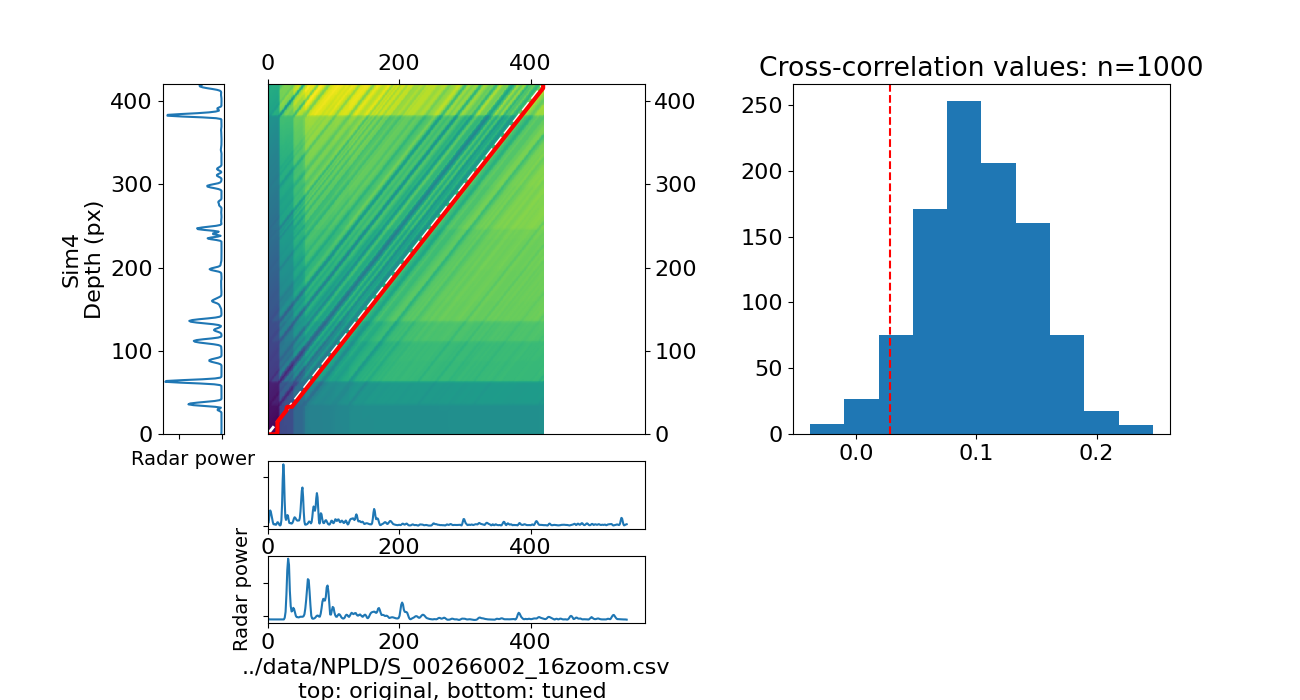 Cross-correlation values: n=1000
0 200 400
400
300
200
100
0
Sim4
Depth (px)
Radar power
400
300
200
100
0
250
200
150
100
50
0
0.0 0.1 0.2
0 200 400
Radar power
0 200 400
../data/NPLD/S_00266002_16zoom.csv
top: original, bottom: tuned